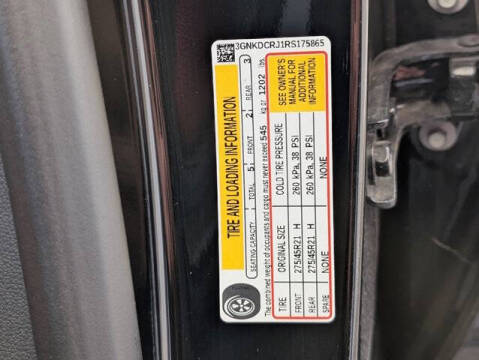 3GNKDCRJ1RS175865
TIRE AND LOADING INFORMATION
SEATING CAPACITY TOTAL 5 FRONT 2 REAR 3
The combined weight of occupants and cargo must never exceed 545 kg or 1202 lbs.
TIRE ORIGINAL SIZE COLD TIRE PRESSURE
FRONT 275/45R21 H 260 kPa, 38 PSI
REAR 275/45R21 H 260 kPa, 38 PSI
SPARE NONE NONE
SEE OWNER'S
MANUAL FOR
ADDITIONAL
INFORMATION